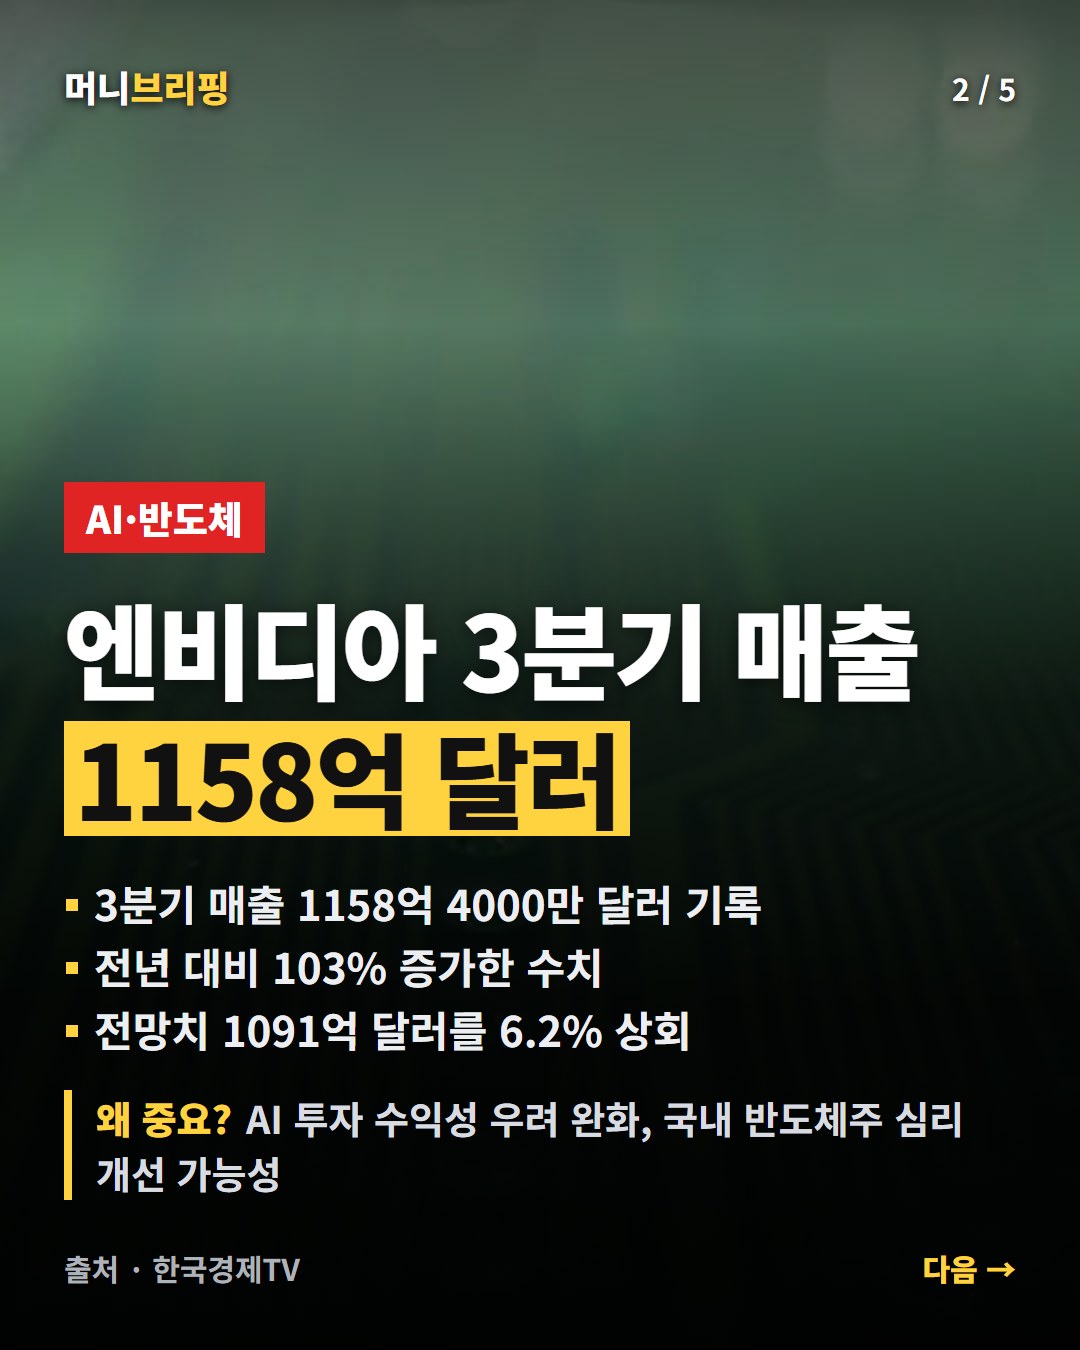 머니브리핑
2 / 5
AI·반도체
엔비디아 3분기 매출
1158억 달러
3분기 매출 1158억 4000만 달러 기록
전년 대비 103% 증가한 수치
전망치 1091억 달러를 6.2% 상회
왜 중요? AI 투자 수익성 우려 완화, 국내 반도체주 심리
개선 가능성
출처 · 한국경제TV
다음 →